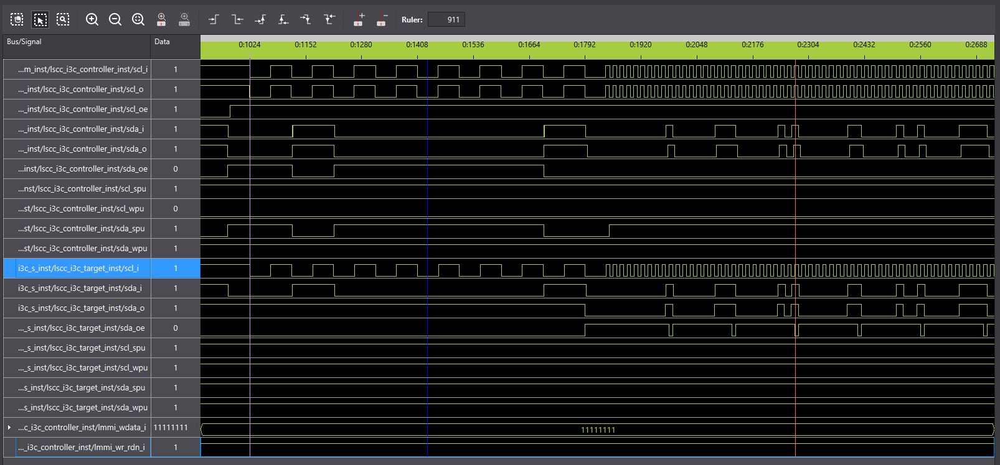 Ruler: 911
Bus/Signal Data 0:1024 0:1152 0:1280 0:1408 0:1536 0:1664 0:1792 0:1920 0:2048 0:2176 0:2304 0:2432 0:2560 0:2688
...m_inst/lscc_i3c_controller_inst/scl_i 1
..._inst/lscc_i3c_controller_inst/scl_o 1
..._inst/lscc_i3c_controller_inst/scl_oe 1
..._inst/lscc_i3c_controller_inst/sda_i 1
..._inst/lscc_i3c_controller_inst/sda_o 1
...inst/lscc_i3c_controller_inst/sda_oe 0
...nst/lscc_i3c_controller_inst/scl_spu 1
...st/lscc_i3c_controller_inst/scl_wpu 0
...st/lscc_i3c_controller_inst/sda_spu 1
...st/lscc_i3c_controller_inst/sda_wpu 1
i3c_s_inst/lscc_i3c_target_inst/scl_i 1
i3c_s_inst/lscc_i3c_target_inst/sda_i 1
i3c_s_inst/lscc_i3c_target_inst/sda_o 1
..._s_inst/lscc_i3c_target_inst/sda_oe 0
..._s_inst/lscc_i3c_target_inst/scl_spu 1
..._s_inst/lscc_i3c_target_inst/scl_wpu 1
...s_inst/lscc_i3c_target_inst/sda_spu 1
...s_inst/lscc_i3c_target_inst/sda_wpu 1
...c_i3c_controller_inst/lmmi_wdata_i 11111111 11111111
..._i3c_controller_inst/lmmi_wr_rdn_i 1